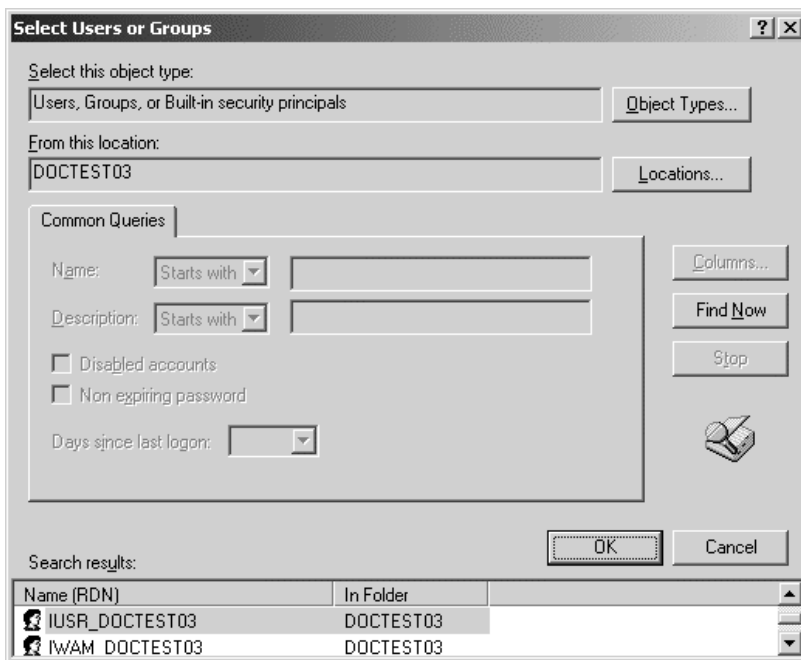 Select Users or Groups
Select this object type:
Users, Groups, or Built-in security principals
Object Types...
From this location:
DOCTEST03
Locations...
Common Queries
Name: Starts with
Description: Starts with
Disabled accounts
Non expiring password
Days since last logon:
Columns...
Find Now
Stop
OK
Cancel
Search results:
Name (RDN) In Folder
IUSR_DOCTEST03 DOCTEST03
IWAM_DOCTEST03 DOCTEST03